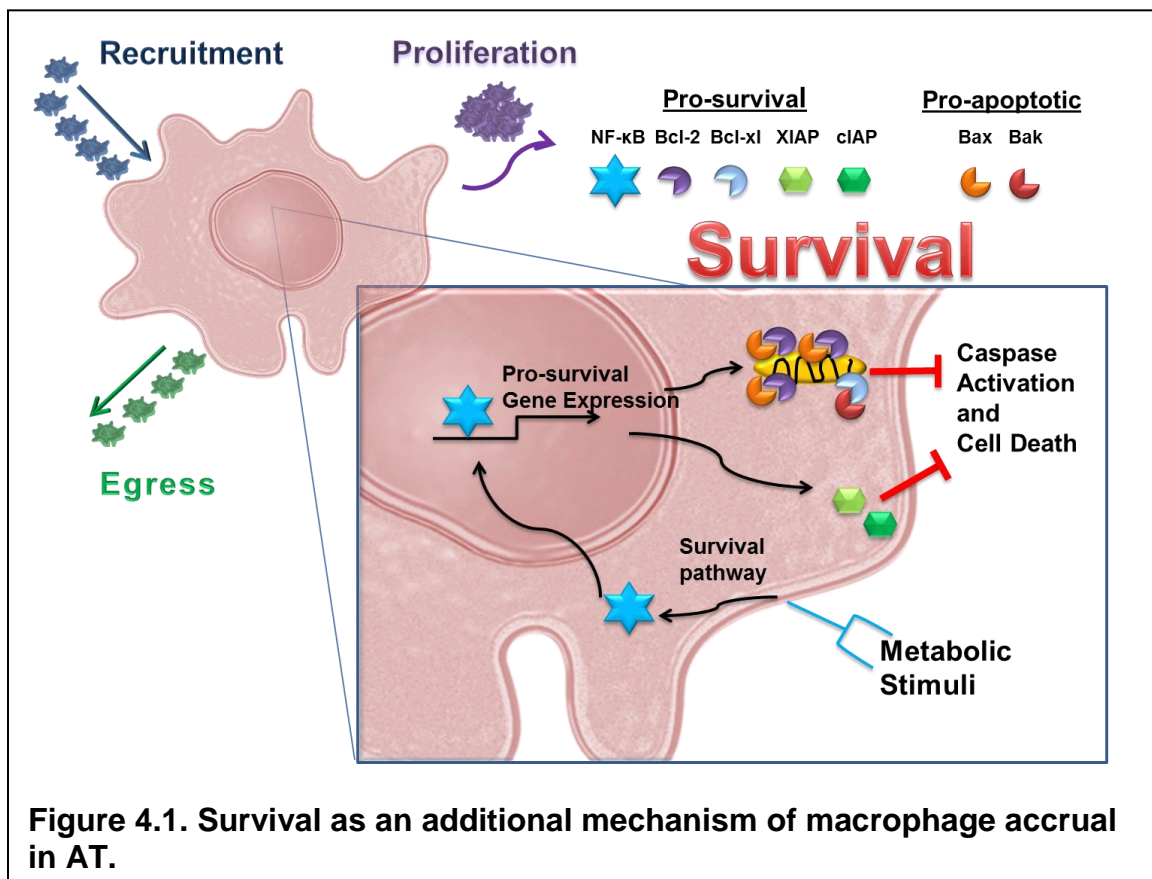 Recruitment
Proliferation
Pro-survival
Pro-apoptotic
NF-κB Bcl-2 Bcl-xl XIAP cIAP
Bax Bak
Survival
Pro-survival
Gene Expression
Caspase
Activation
and
Cell Death
Egress
Survival
pathway
Metabolic
Stimuli
Figure 4.1. Survival as an additional mechanism of macrophage accrual
in AT.